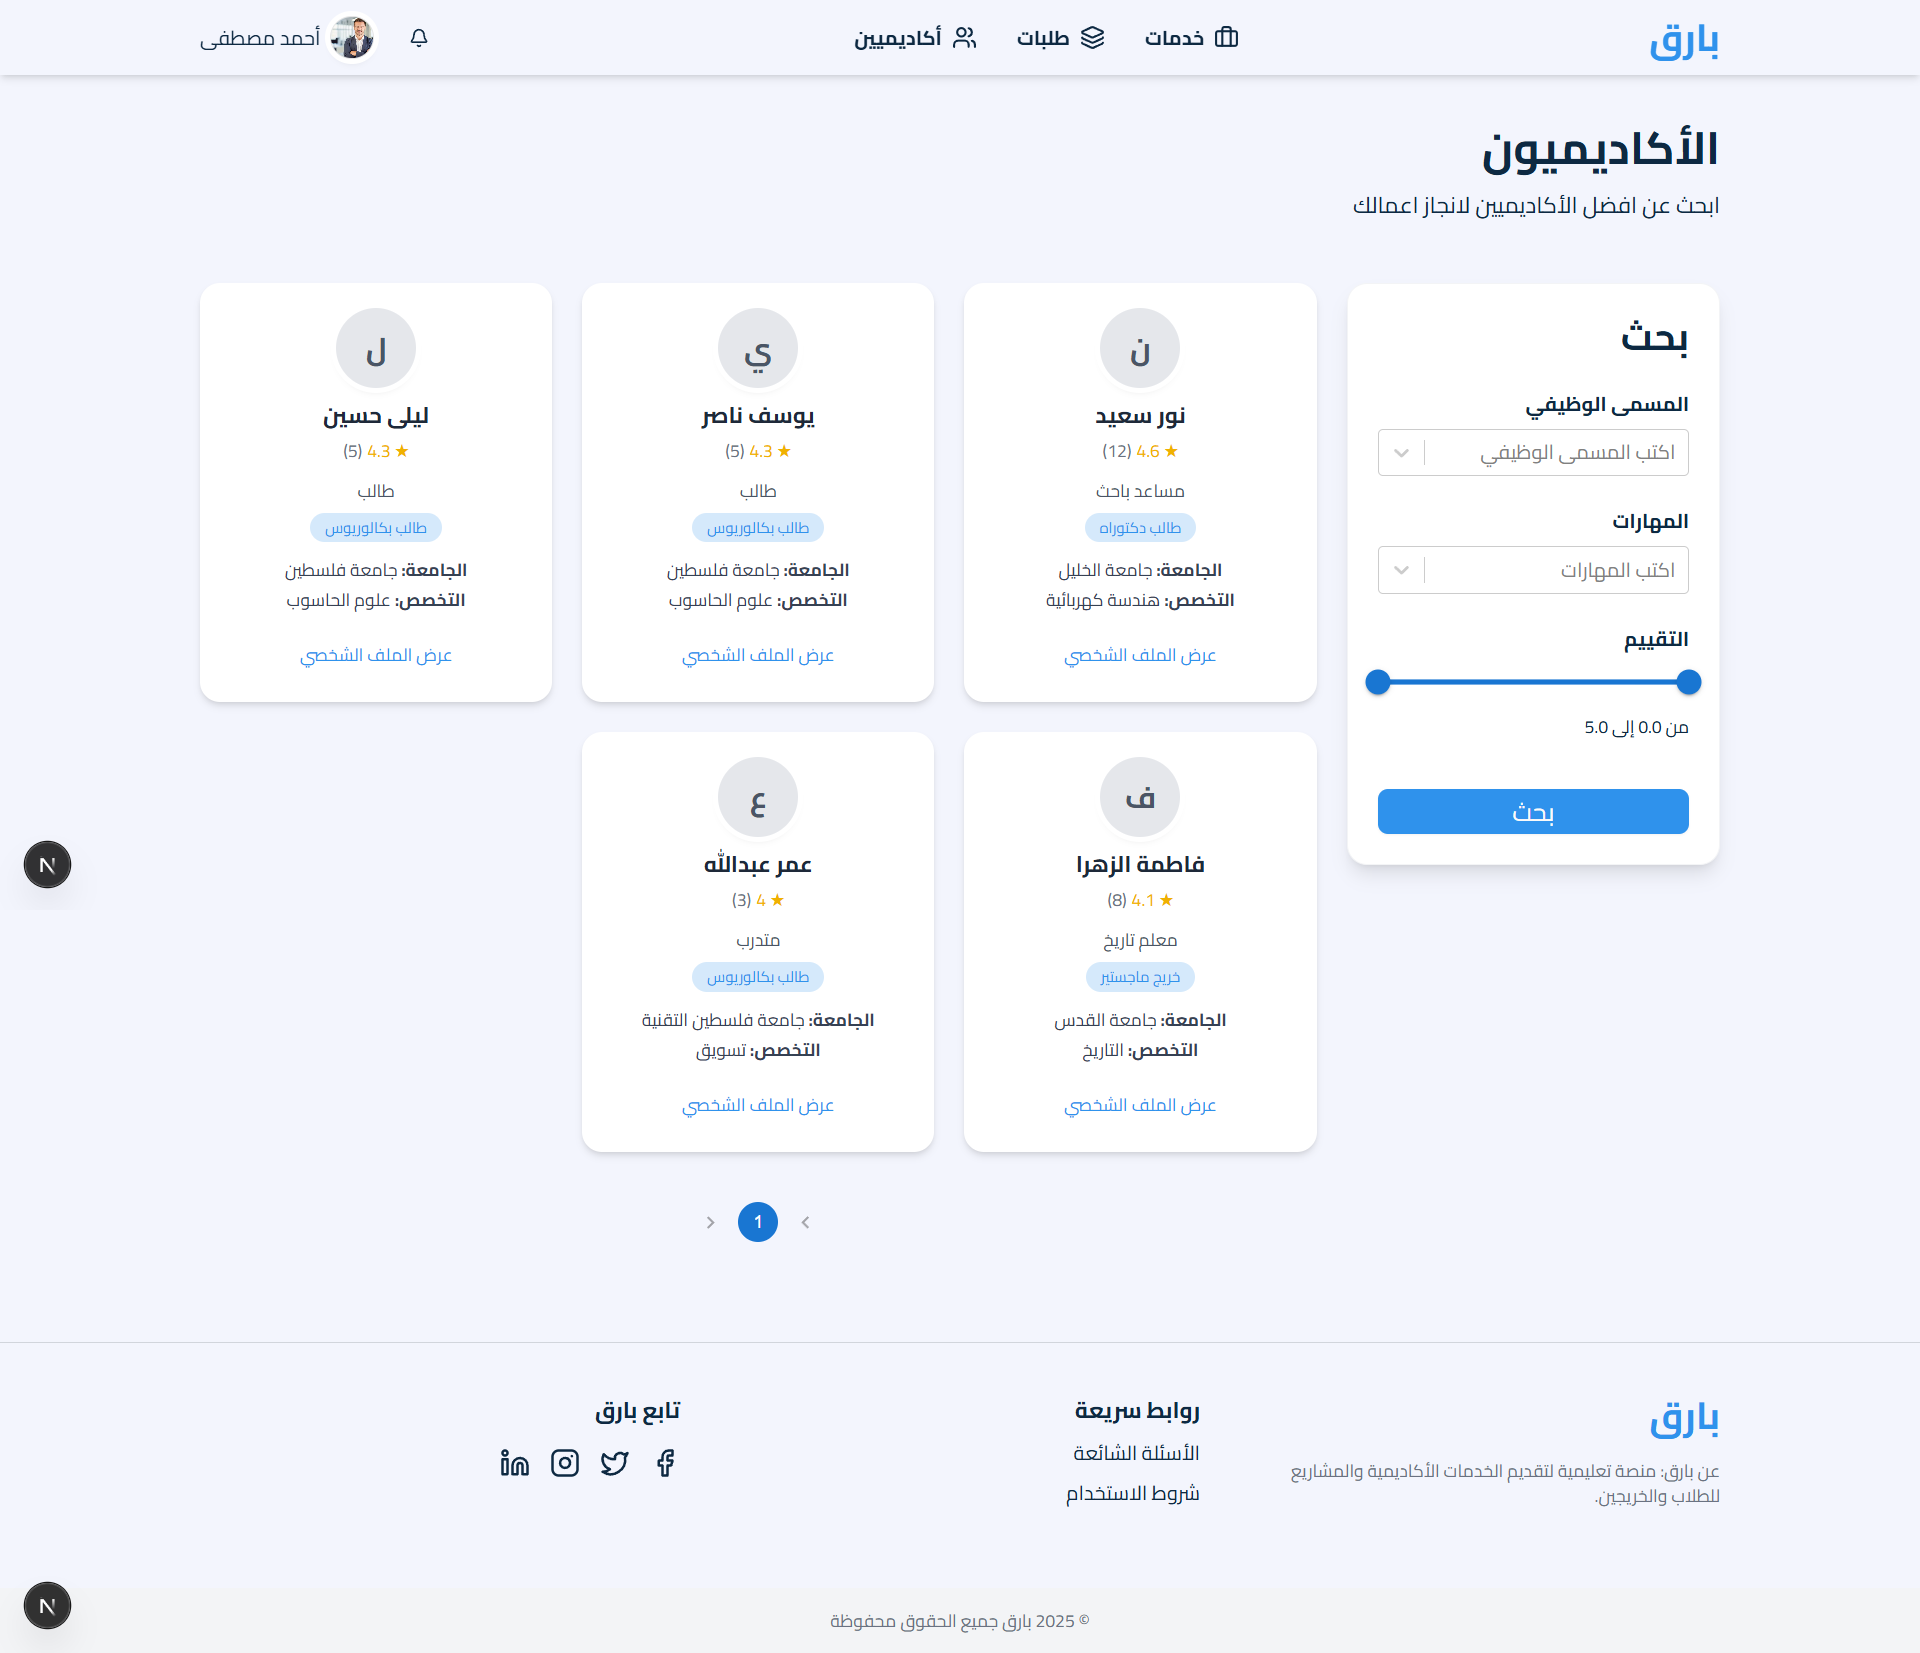 بارق
خدمات
طلبات
أكاديميين
أحمد مصطفى
الأكاديميون
ابحث عن افضل الأكاديميين لانجاز اعمالك
بحث
المسمى الوظيفي
اكتب المسمى الوظيفي
المهارات
اكتب المهارات
التقييم
من 0.0 إلى 5.0
بحث
ن
نور سعيد
★ 4.6 (12)
مساعد باحث
طالب دكتوراه
الجامعة: جامعة الخليل
التخصص: هندسة كهربائية
عرض الملف الشخصي
ي
يوسف ناصر
★ 4.3 (5)
طالب
طالب بكالوريوس
الجامعة: جامعة فلسطين
التخصص: علوم الحاسوب
عرض الملف الشخصي
ل
ليلى حسين
★ 4.3 (5)
طالب
طالب بكالوريوس
الجامعة: جامعة فلسطين
التخصص: علوم الحاسوب
عرض الملف الشخصي
ف
فاطمة الزهرا
★ 4.1 (8)
معلم تاريخ
خريج ماجستير
الجامعة: جامعة القدس
التخصص: التاريخ
عرض الملف الشخصي
ع
عمر عبدالله
★ 4 (3)
متدرب
طالب بكالوريوس
الجامعة: جامعة فلسطين التقنية
التخصص: تسويق
عرض الملف الشخصي
1
N
بارق
عن بارق: منصة تعليمية لتقديم الخدمات الأكاديمية والمشاريع
للطلاب والخريجين.
روابط سريعة
الأسئلة الشائعة
شروط الاستخدام
تابع بارق
N
© 2025 بارق جميع الحقوق محفوظة